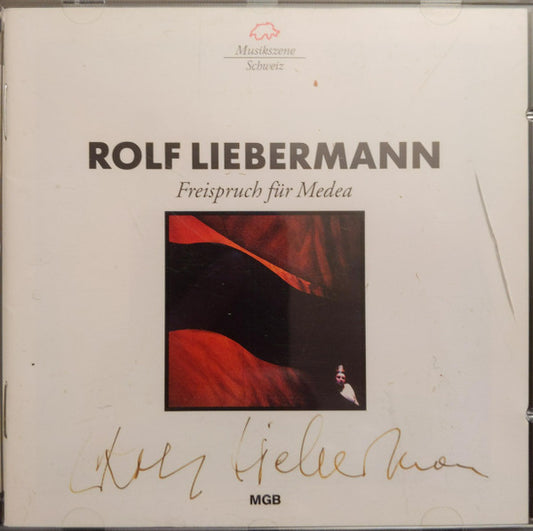 Musikszene
Schweiz
ROLF LIEBERMANN
Freispruch für Medea
Rolf Liebermann
MGB